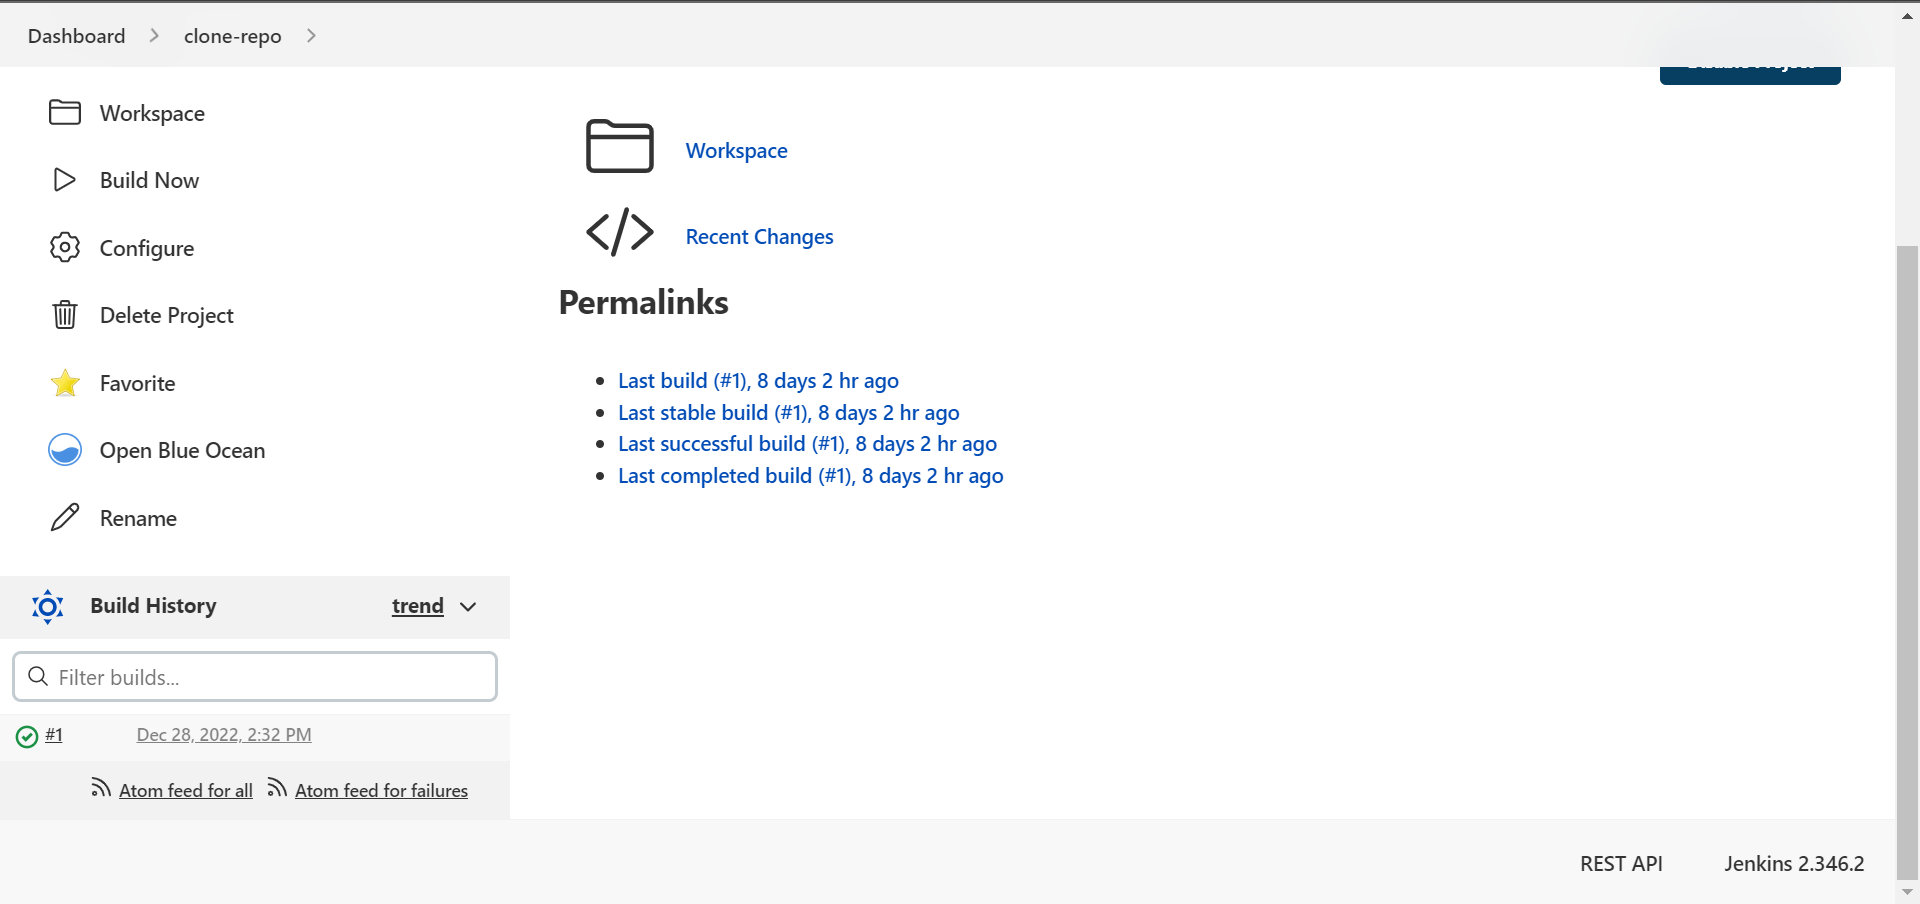 Dashboard
clone-repo
Workspace
Build Now
Configure
Delete Project
Favorite
Open Blue Ocean
Rename
Build History
trend
Filter builds...
#1
Dec 28, 2022, 2:32 PM
Atom feed for all
Atom feed for failures
Workspace
Recent Changes
Permalinks
Last build (#1), 8 days 2 hr ago
Last stable build (#1), 8 days 2 hr ago
Last successful build (#1), 8 days 2 hr ago
Last completed build (#1), 8 days 2 hr ago
REST API
Jenkins 2.346.2